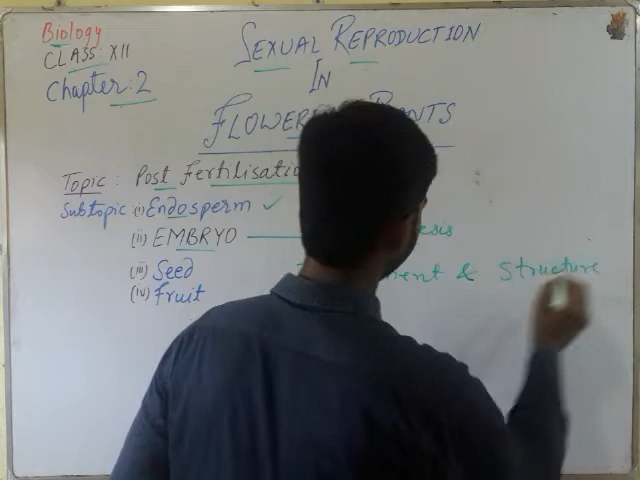 Biology
CLASS: XII
Chapter: 2
SEXUAL REPRODUCTION
IN
Topic: Post Fertilisation
Subtopic: (i) Endosperm ✓
(ii) EMBRYO
(iii) Seed & Structure
(iv) Fruit